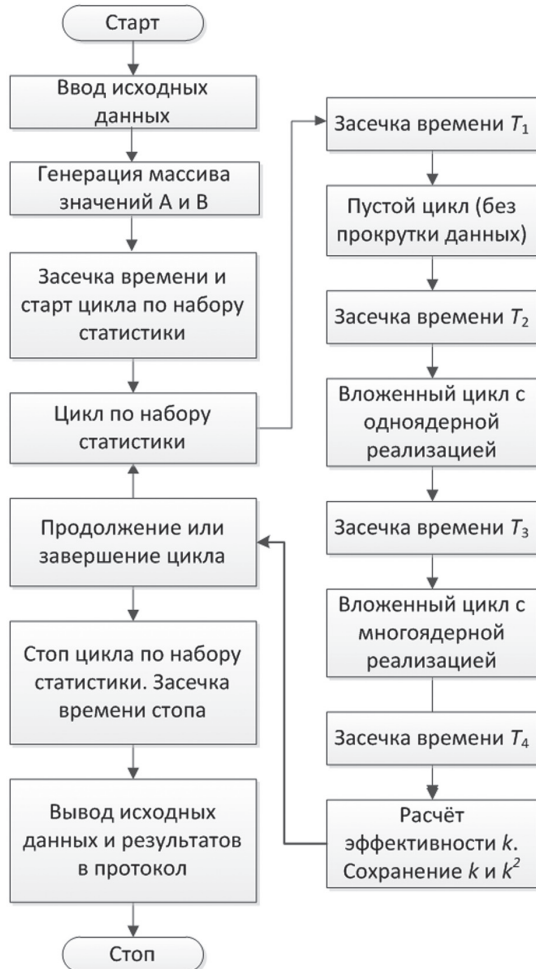 Старт
Ввод исходных
данных
Генерация массива
значений А и В
Засечка времени и
старт цикла по набору
статистики
Цикл по набору
статистики
Продолжение или
завершение цикла
Стоп цикла по набору
статистики. Засечка
времени стопа
Вывод исходных
данных и результатов
в протокол
Стоп
Засечка времени T₁
Пустой цикл (без
прокрутки данных)
Засечка времени T₂
Вложенный цикл с
одноядерной
реализацией
Засечка времени T₃
Вложенный цикл с
многоядерной
реализацией
Засечка времени T₄
Расчёт
эффективности k.
Сохранение k и k²